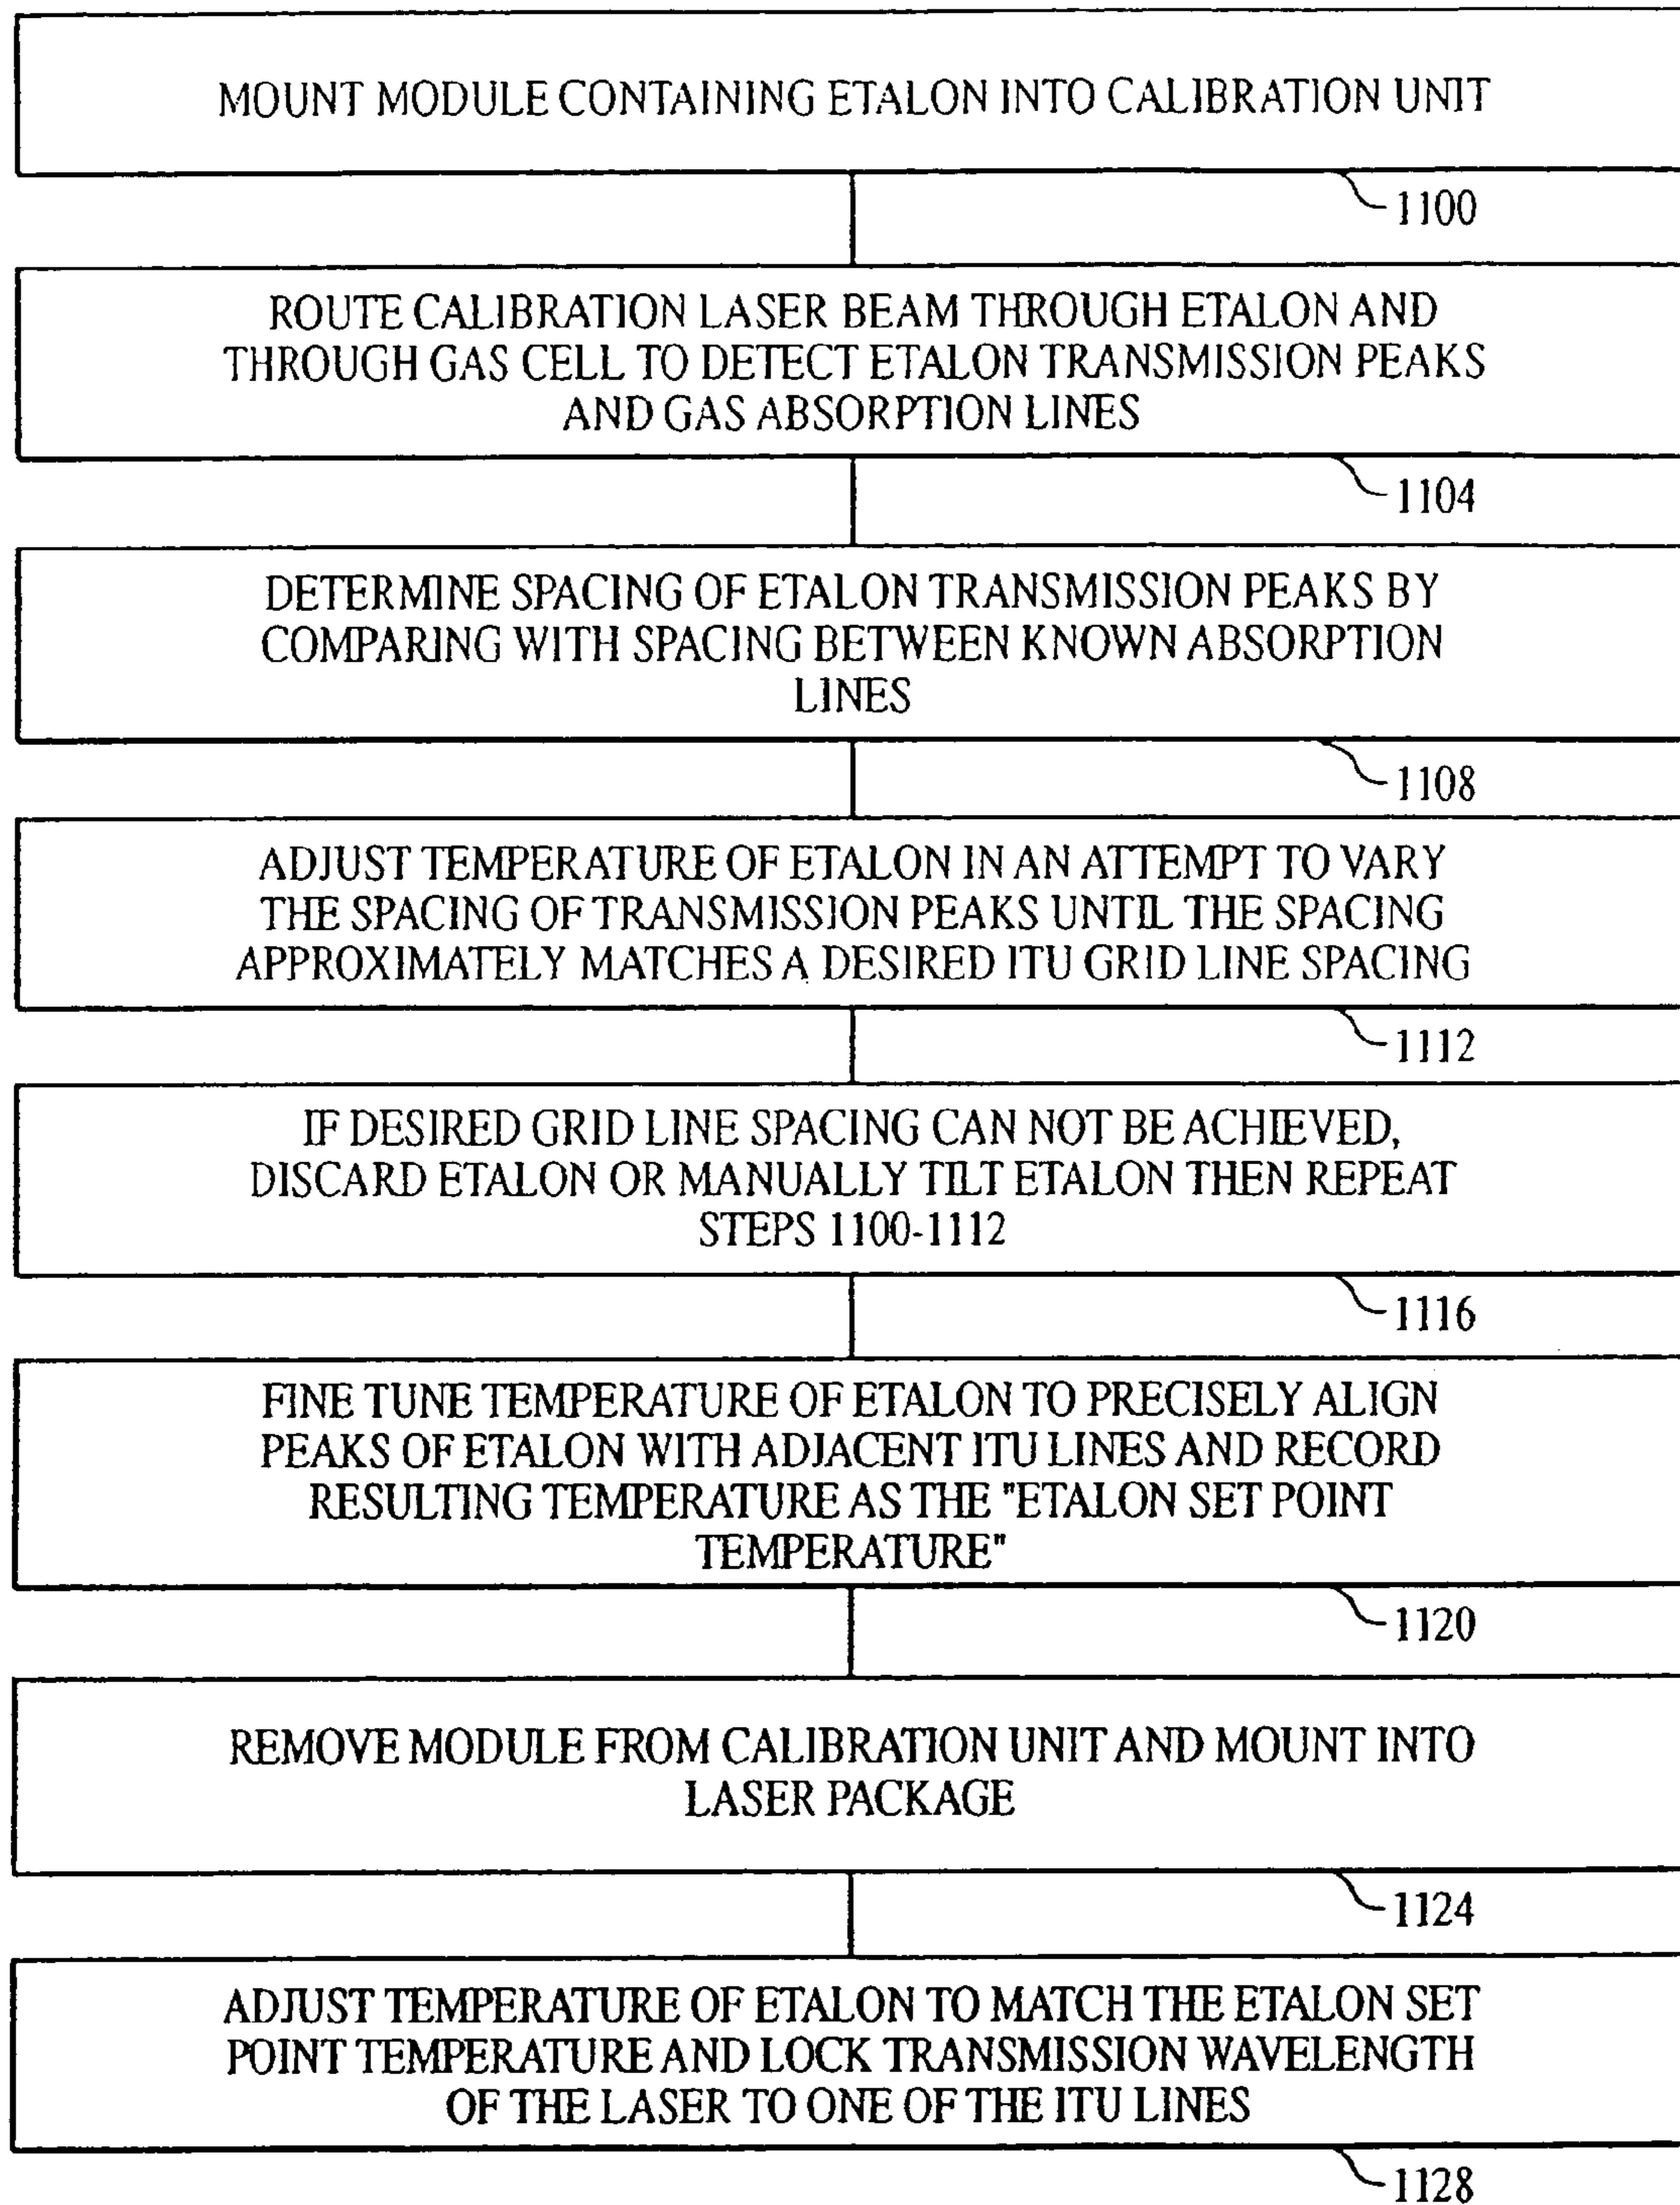 MOUNT MODULE CONTAINING ETALON INTO CALIBRATION UNIT
1100
ROUTE CALIBRATION LASER BEAM THROUGH ETALON AND
THROUGH GAS CELL TO DETECT ETALON TRANSMISSION PEAKS
AND GAS ABSORPTION LINES
1104
DETERMINE SPACING OF ETALON TRANSMISSION PEAKS BY
COMPARING WITH SPACING BETWEEN KNOWN ABSORPTION
LINES
1108
ADJUST TEMPERATURE OF ETALON IN AN ATTEMPT TO VARY
THE SPACING OF TRANSMISSION PEAKS UNTIL THE SPACING
APPROXIMATELY MATCHES A DESIRED ITU GRID LINE SPACING
1112
IF DESIRED GRID LINE SPACING CAN NOT BE ACHIEVED,
DISCARD ETALON OR MANUALLY TILT ETALON THEN REPEAT
STEPS 1100-1112
1116
FINE TUNE TEMPERATURE OF ETALON TO PRECISELY ALIGN
PEAKS OF ETALON WITH ADJACENT ITU LINES AND RECORD
RESULTING TEMPERATURE AS THE "ETALON SET POINT
TEMPERATURE"
1120
REMOVE MODULE FROM CALIBRATION UNIT AND MOUNT INTO
LASER PACKAGE
1124
ADJUST TEMPERATURE OF ETALON TO MATCH THE ETALON SET
POINT TEMPERATURE AND LOCK TRANSMISSION WAVELENGTH
OF THE LASER TO ONE OF THE ITU LINES
1128